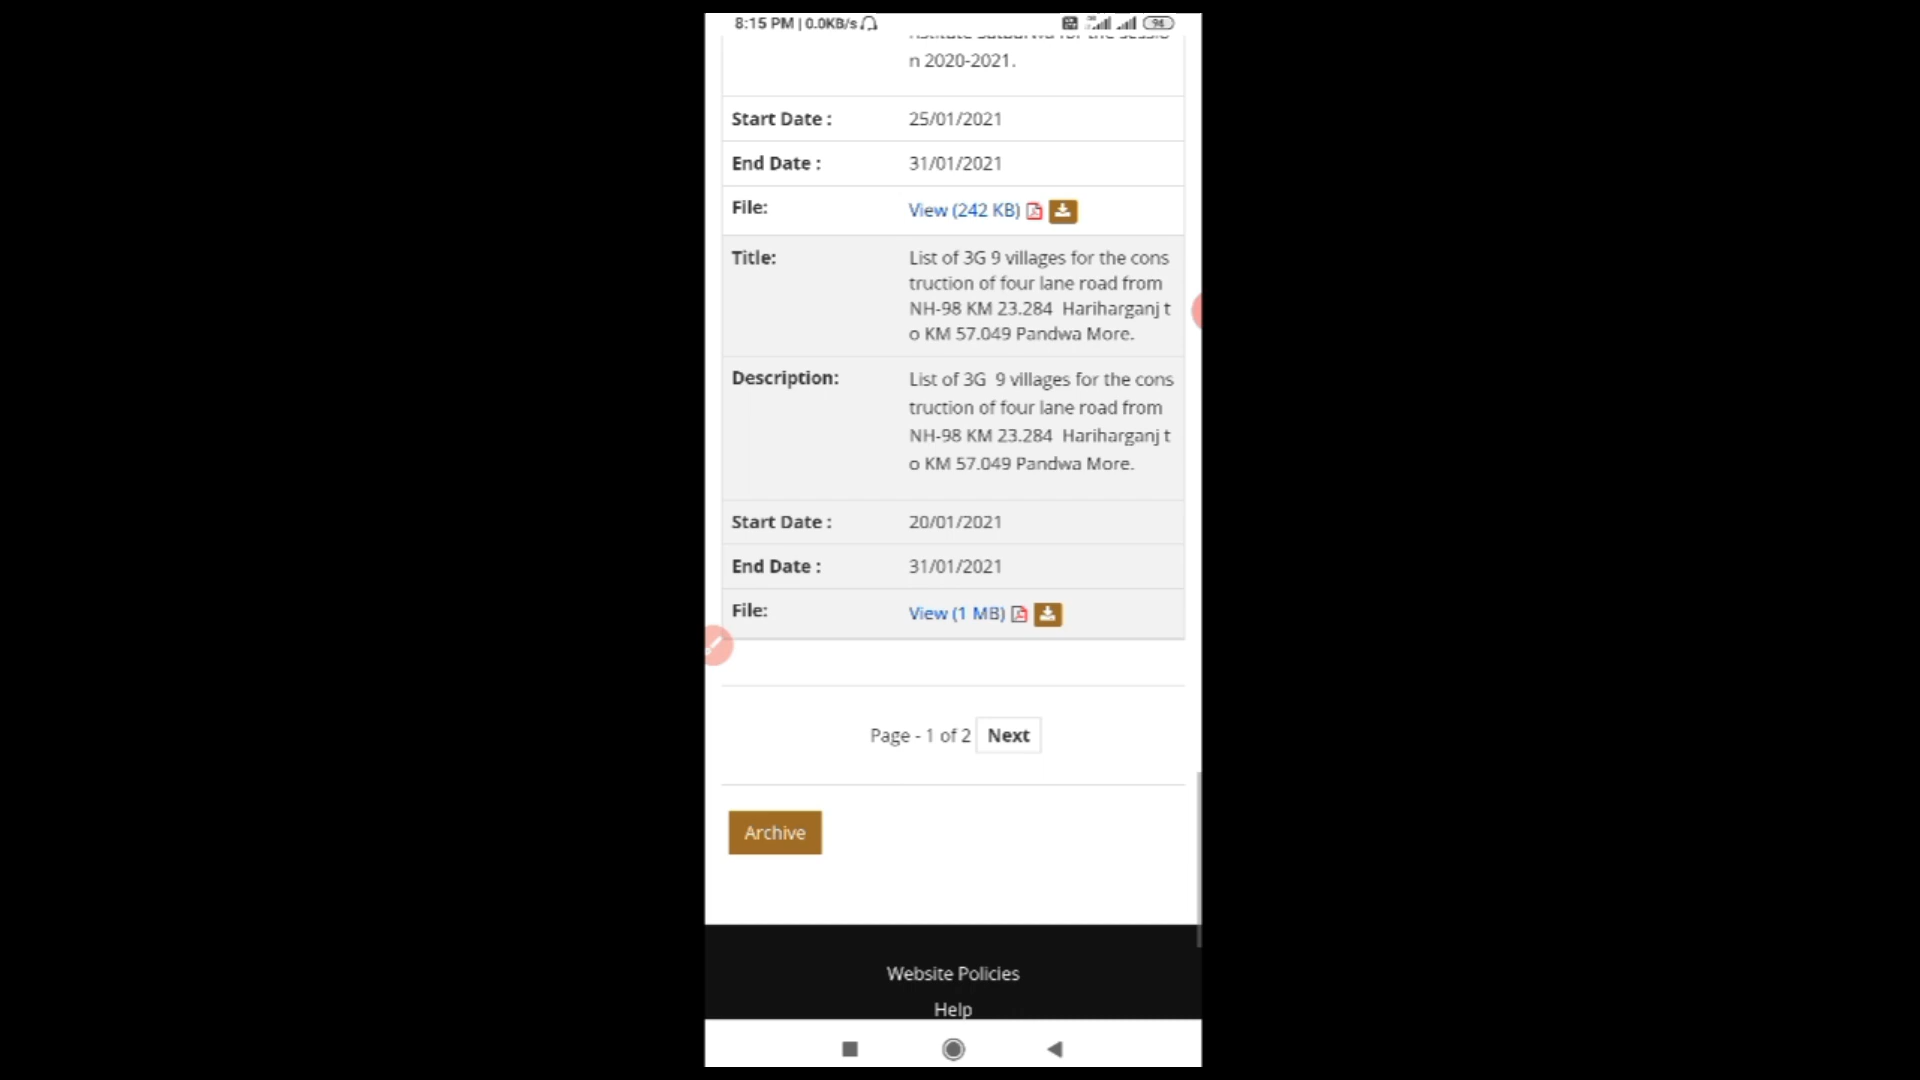 8:15 PM | 0.0KB/s
94
n 2020-2021.
Start Date :
25/01/2021
End Date :
31/01/2021
File:
View (242 KB)
Title:
List of 3G 9 villages for the cons
truction of four lane road from
NH-98 KM 23.284 Hariharganj t
o KM 57.049 Pandwa More.
Description:
List of 3G 9 villages for the cons
truction of four lane road from
NH-98 KM 23.284 Hariharganj t
o KM 57.049 Pandwa More.
Start Date :
20/01/2021
End Date :
31/01/2021
File:
View (1 MB)
Page - 1 of 2 Next
Archive
Website Policies
Help